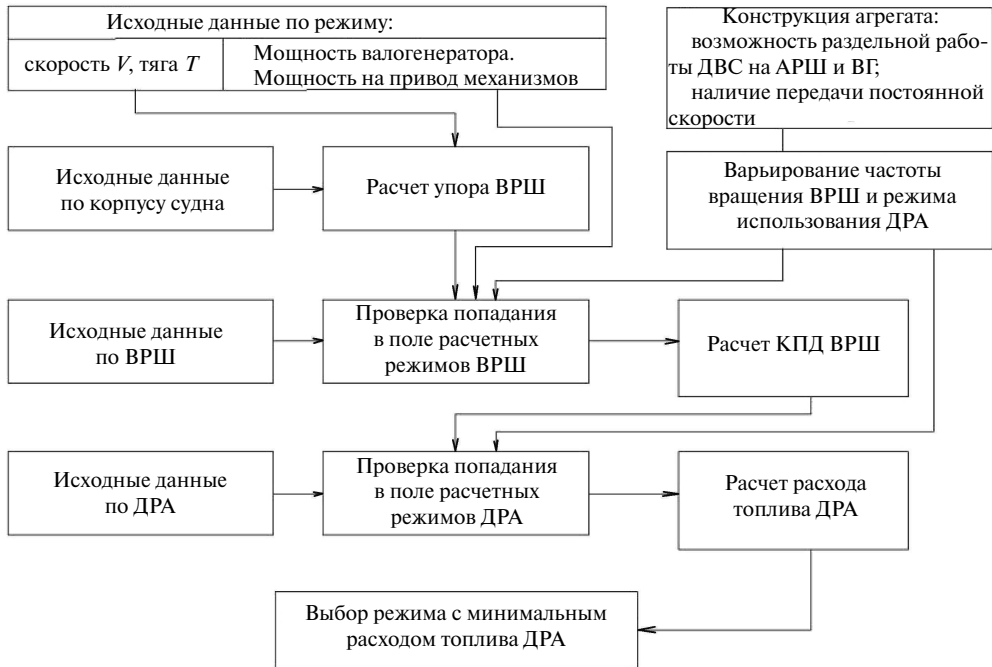 Исходные данные по режиму:
скорость V, тяга T
Мощность валогенератора.
Мощность на привод механизмов
Конструкция агрегата:
возможность раздельной рабо-
ты ДВС на АРШ и ВГ;
наличие передачи постоянной
скорости
Исходные данные
по корпусу судна
Расчет упора ВРШ
Варьирование частоты
вращения ВРШ и режима
использования ДРА
Исходные данные
по ВРШ
Проверка попадания
в поле расчетных
режимов ВРШ
Расчет КПД ВРШ
Исходные данные
по ДРА
Проверка попадания
в поле расчетных
режимов ДРА
Расчет расхода
топлива ДРА
Выбор режима с минимальным
расходом топлива ДРА